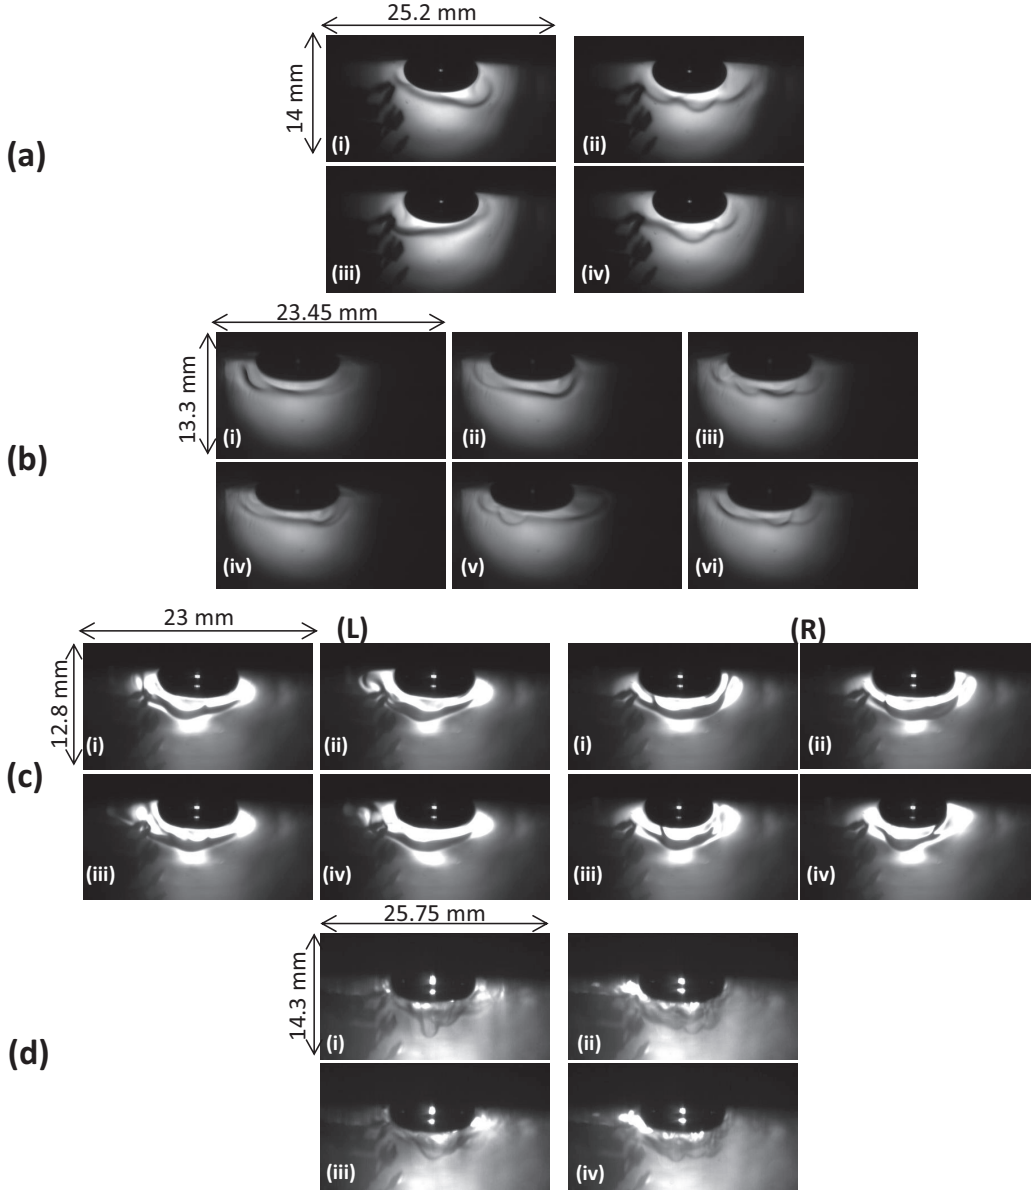 25.2 mm
14 mm
(a)
(i)
(ii)
(iii)
(iv)
23.45 mm
13.3 mm
(b)
(i)
(ii)
(iii)
(iv)
(v)
(vi)
23 mm
(L)
(R)
12.8 mm
(c)
(i)
(ii)
(i)
(ii)
(iii)
(iv)
(iii)
(iv)
25.75 mm
14.3 mm
(d)
(i)
(ii)
(iii)
(iv)